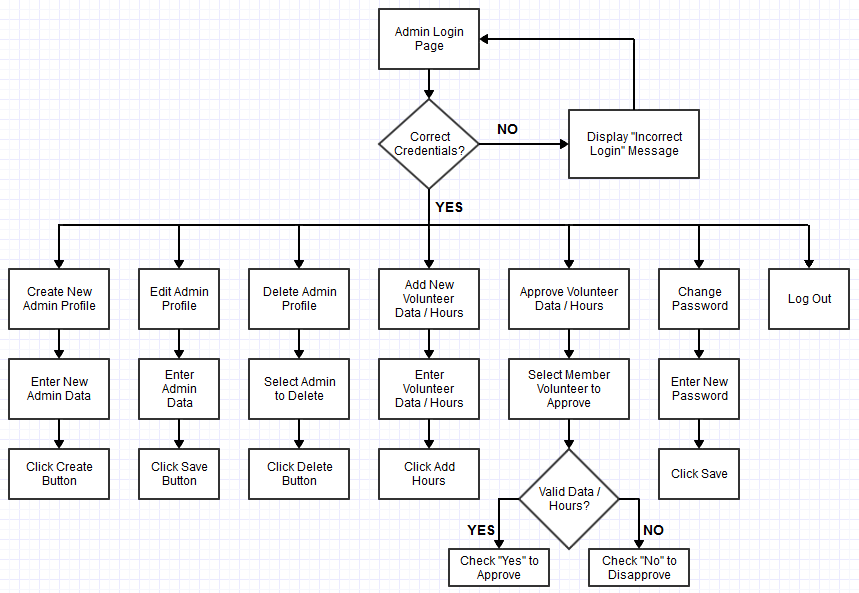 Admin Login
Page
Correct
Credentials?
NO
Display "Incorrect
Login" Message
YES
Create New
Admin Profile
Edit Admin
Profile
Delete Admin
Profile
Add New
Volunteer
Data / Hours
Approve Volunteer
Data / Hours
Change
Password
Log Out
Enter New
Admin Data
Enter
Admin
Data
Select Admin
to Delete
Enter
Volunteer
Data / Hours
Select Member
Volunteer to
Approve
Enter New
Password
Click Create
Button
Click Save
Button
Click Delete
Button
Click Add
Hours
Valid Data /
Hours?
Click Save
YES
NO
Check "Yes" to
Approve
Check "No" to
Disapprove